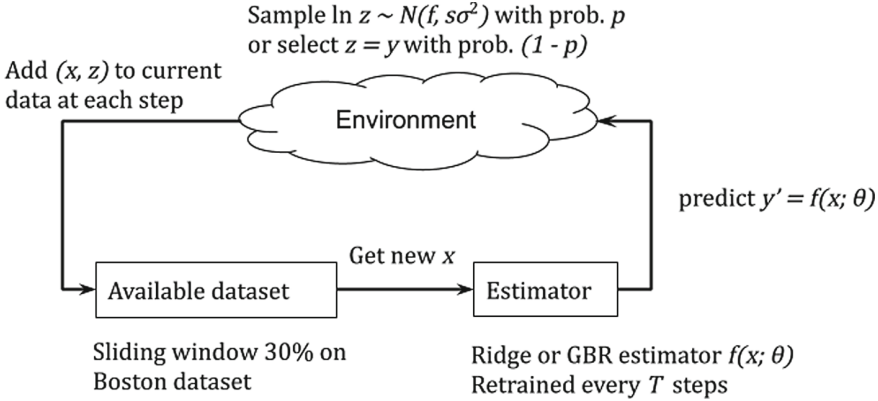 Sample ln z ~ N(f, sσ²) with prob. p
or select z = y with prob. (1 - p)
Add (x, z) to current
data at each step
Environment
predict y’ = f(x; θ)
Get new x
Available dataset
Estimator
Sliding window 30% on
Boston dataset
Ridge or GBR estimator f(x; θ)
Retrained every T steps